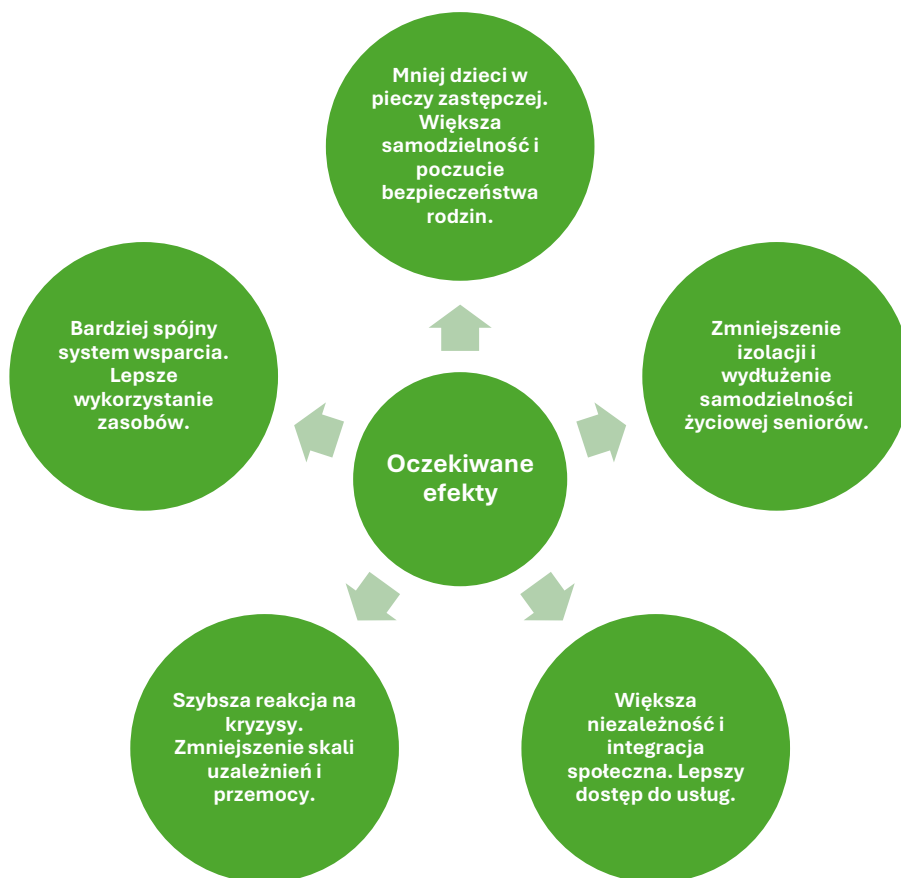 Mniej dzieci w
pieczy zastępczej.
Większa
samodzielność i
poczucie
bezpieczeństwa
rodzin.
Bardziej spójny
system wsparcia.
Lepsze
wykorzystanie
zasobów.
Zmniejszenie
izolacji i
wydłużenie
samodzielności
życiowej seniorów.
Oczekiwane
efekty
Szybsza reakcja na
kryzysy.
Zmniejszenie skali
uzależnień i
przemocy.
Większa
niezależność i
integracja
społeczna. Lepszy
dostęp do usług.